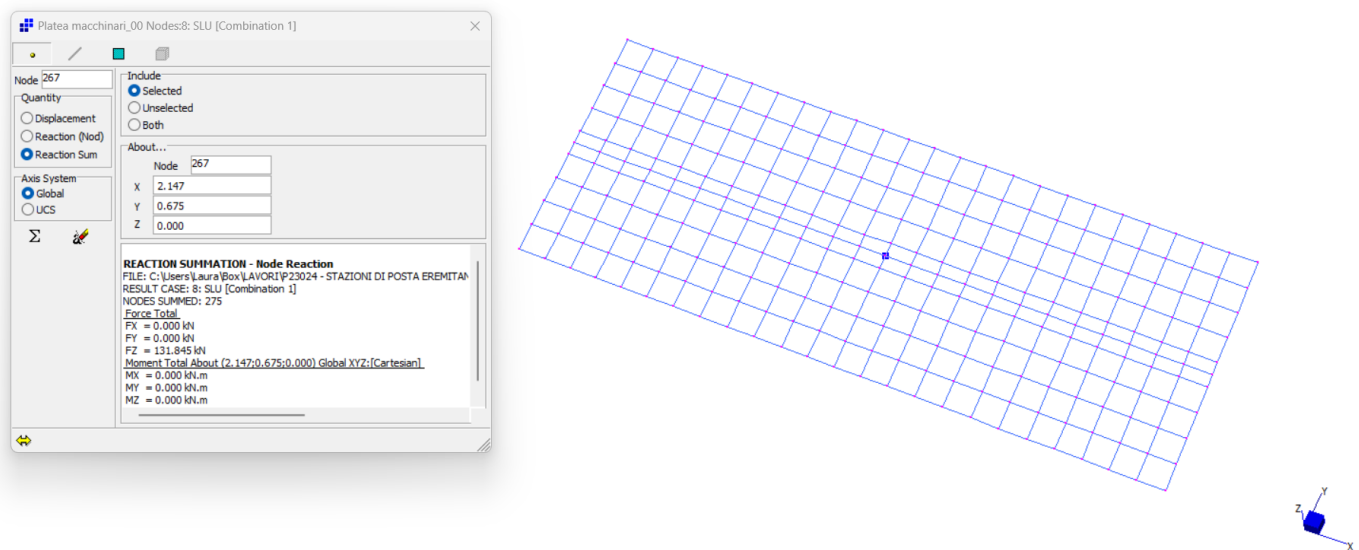 Platea macchinari_00 Nodes:8: SLU [Combination 1]
Node 267
Quantity
Displacement
Reaction (Nod)
Reaction Sum
Axis System
Global
UCS
Σ
Include
Selected
Unselected
Both
About...
Node 267
X 2.147
Y 0.675
Z 0.000
REACTION SUMMATION - Node Reaction
FILE: C:\Users\Laura\Box\LAVORI\P23024 - STAZIONI DI POSTA EREMITAN
RESULT CASE: 8: SLU [Combination 1]
NODES SUMMED: 275
Force Total
FX = 0.000 kN
FY = 0.000 kN
FZ = 131.845 kN
Moment Total About (2.147;0.675;0.000) Global XYZ:[Cartesian]
MX = 0.000 kN.m
MY = 0.000 kN.m
MZ = 0.000 kN.m
Y
Z
X